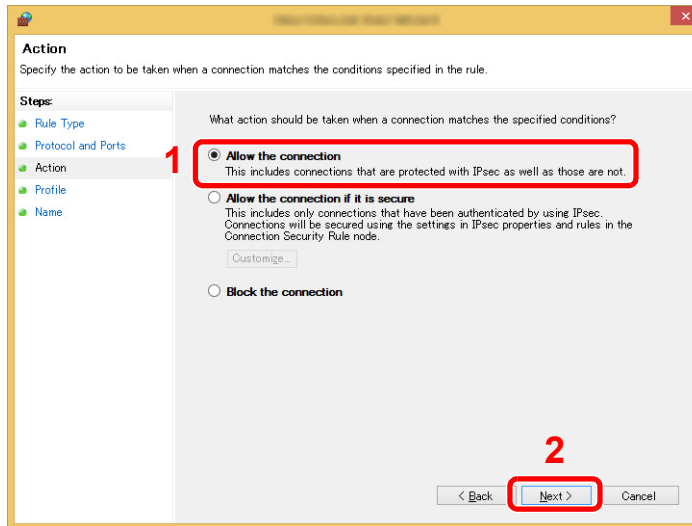 Action
Specify the action to be taken when a connection matches the conditions specified in the rule.
Steps:
Rule Type
Protocol and Ports
Action
Profile
Name
What action should be taken when a connection matches the specified conditions?
1
Allow the connection
This includes connections that are protected with IPsec as well as those are not.
Allow the connection if it is secure
This includes only connections that have been authenticated by using IPsec.
Connections will be secured using the settings in IPsec properties and rules in the
Connection Security Rule node.
Customize...
Block the connection
2
< Back
Next >
Cancel